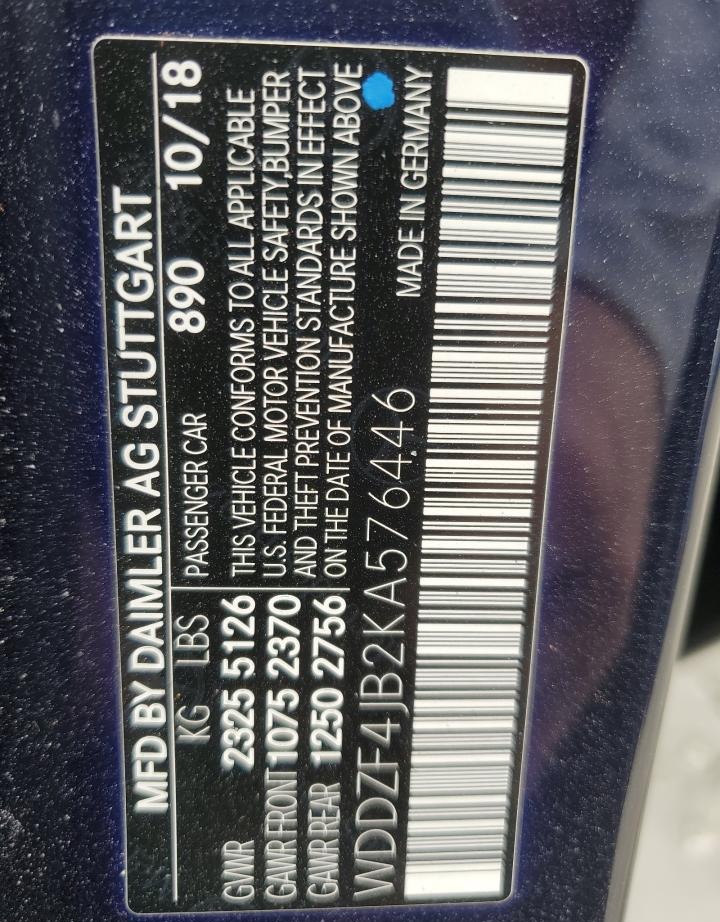 MFD BY DAIMLER AG STUTTGART
KG LBS PASSENGER CAR 890 10/18
GVWR 2325 5126 THIS VEHICLE CONFORMS TO ALL APPLICABLE
GAWR FRONT 1075 2370 U.S. FEDERAL MOTOR VEHICLE SAFETY,BUMPER
AND THEFT PREVENTION STANDARDS IN EFFECT
GAWR REAR 1250 2756 ON THE DATE OF MANUFACTURE SHOWN ABOVE
WDDZF4JB2KA576446 MADE IN GERMANY